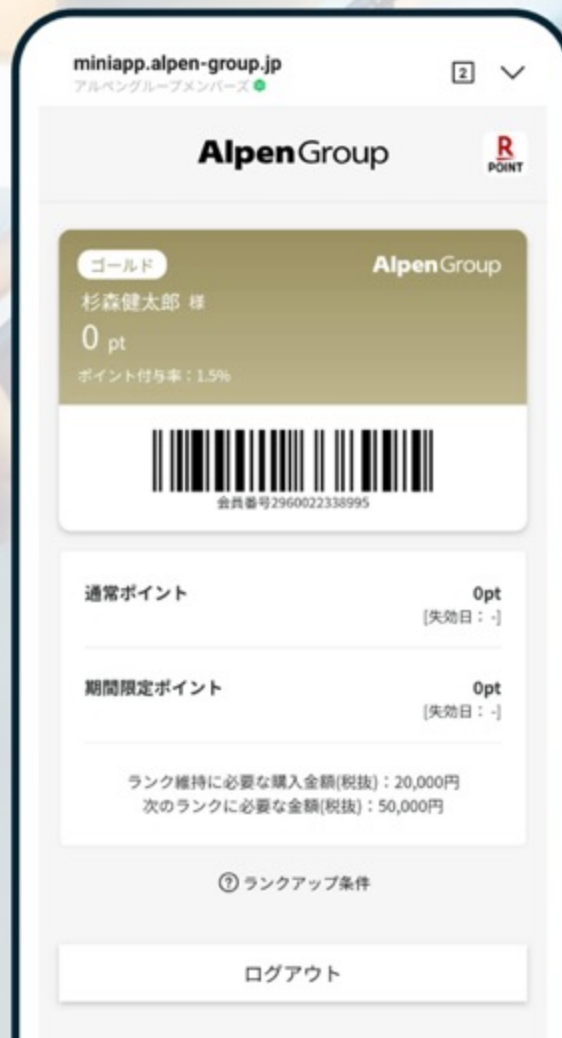 miniapp.alpen-group.jp
2
アルペングループメンバーズ
AlpenGroup
R
POINT
ゴールド
AlpenGroup
杉森健太郎 様
0 pt
ポイント付与率：1.5%
会員番号2960022338995
通常ポイント
0pt
[失効日： -]
期間限定ポイント
0pt
[失効日： -]
ランク維持に必要な購入金額(税抜)：20,000円
次のランクに必要な金額(税抜)：50,000円
? ランクアップ条件
ログアウト